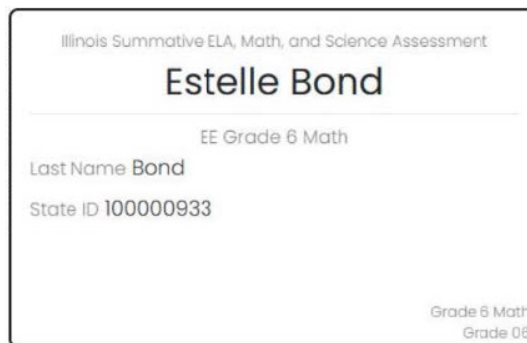 Illinois Summative ELA, Math, and Science Assessment
Estelle Bond
EE Grade 6 Math
Last Name Bond
State ID 100000933
Grade 6 Math
Grade 06